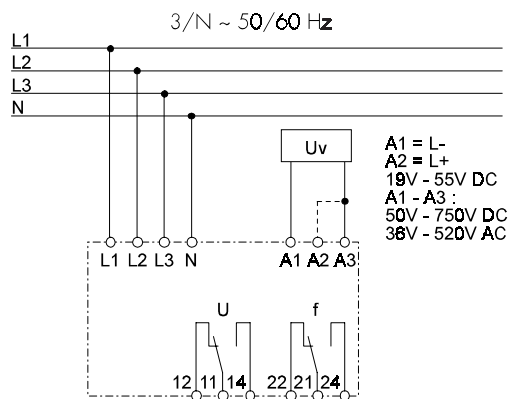 3/N ~ 50/60 Hz
L1
L2
L3
N
Uv
A1 = L-
A2 = L+
19V - 55V DC
A1 - A3 :
50V - 750V DC
36V - 520V AC
L1 L2 L3 N A1 A2 A3
U f
12 11 14 22 21 24